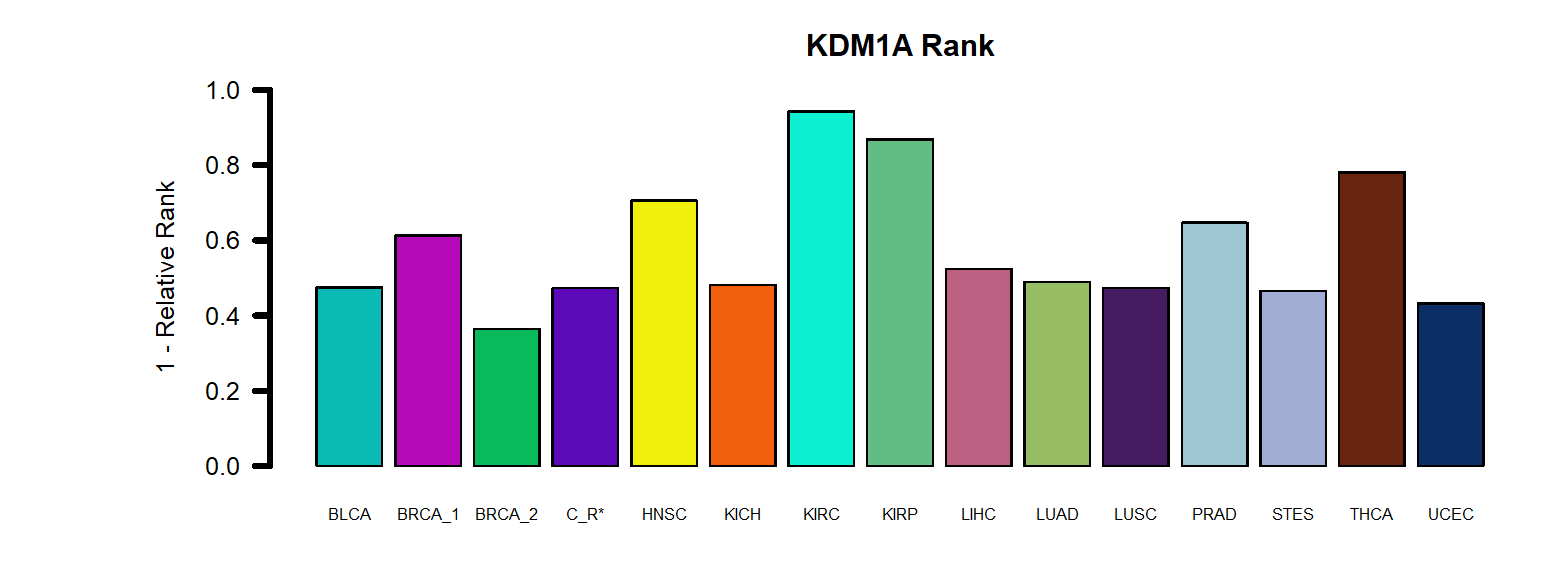 KDM1A Rank
1 - Relative Rank
1.0
0.8
0.6
0.4
0.2
0.0
BLCA BRCA_1 BRCA_2 C_R* HNSC KICH KIRC KIRP LIHC LUAD LUSC PRAD STES THCA UCEC